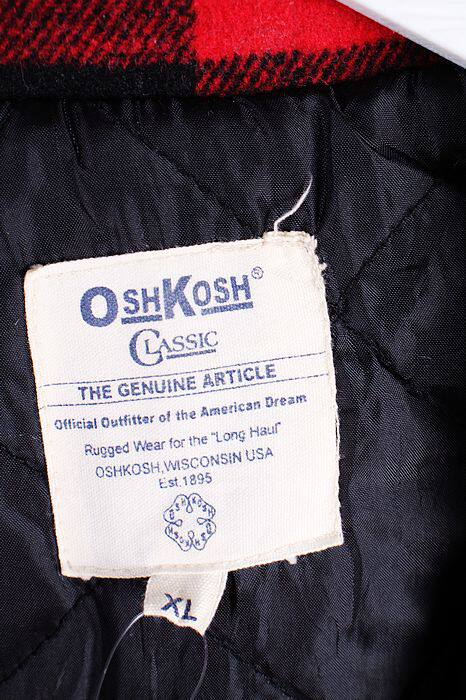 OSHKOSH®
CLASSIC
THE GENUINE ARTICLE
Official Outfitter of the American Dream
Rugged Wear for the "Long Haul"
OSHKOSH, WISCONSIN USA
Est.1895
XL